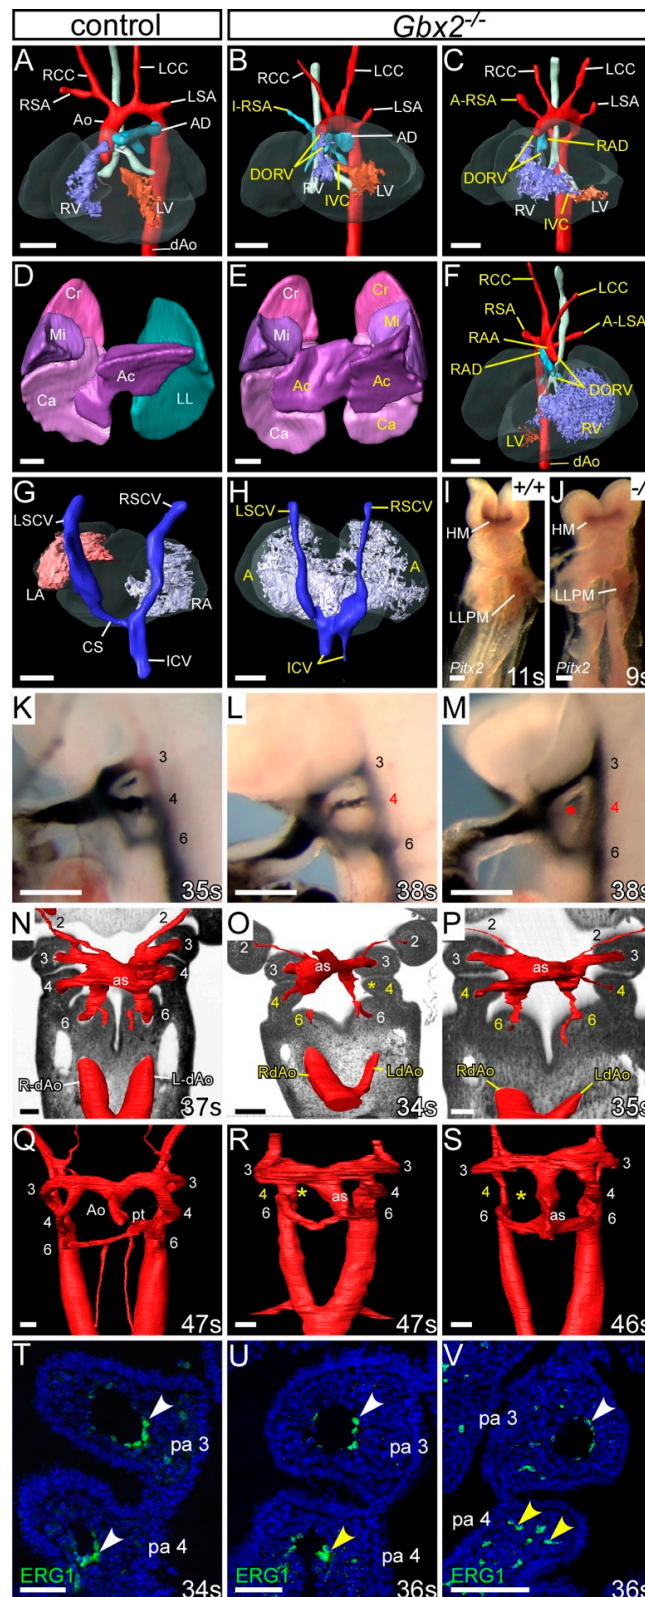 control
Gbx2-/-
A
RCC
LCC
RSA
LSA
Ao
AD
RV
LV
dAo
B
RCC
LCC
I-RSA
LSA
AD
DORV
RV
IVC
LV
C
RCC
LCC
A-RSA
LSA
RAD
DORV
RV
LV
IVC
D
Cr
Mi
Ac
Ca
LL
E
Cr
Cr
Mi
Mi
Ac
Ac
Ca
Ca
F
RCC
LCC
RSA
RAA
A-LSA
RAD
DORV
LV
RV
dAo
G
RSCV
LSCV
LA
RA
CS
ICV
H
LSCV
RSCV
A
A
ICV
I
+/+
HM
LLPM
Pitx2
11s
J
-/-
HM
LLPM
Pitx2
9s
K
3
4
6
35s
L
3
4
6
38s
M
3
*
4
6
38s
N
2
2
3
3
as
4
4
6
6
R-dAo
L-dAo
37s
O
2
2
as
3
3
*
4
4
6
6
RdAo
LdAo
34s
P
2
2
3
as
3
4
4
6
6
RdAo
LdAo
35s
Q
3
3
Ao
4
pt
4
6
6
47s
R
3
3
4
*
4
as
6
6
47s
S
3
3
4
*
4
6
as
6
46s
T
pa 3
pa 4
ERG1
34s
U
pa 3
pa 4
ERG1
36s
V
pa 3
pa 4
ERG1
36s